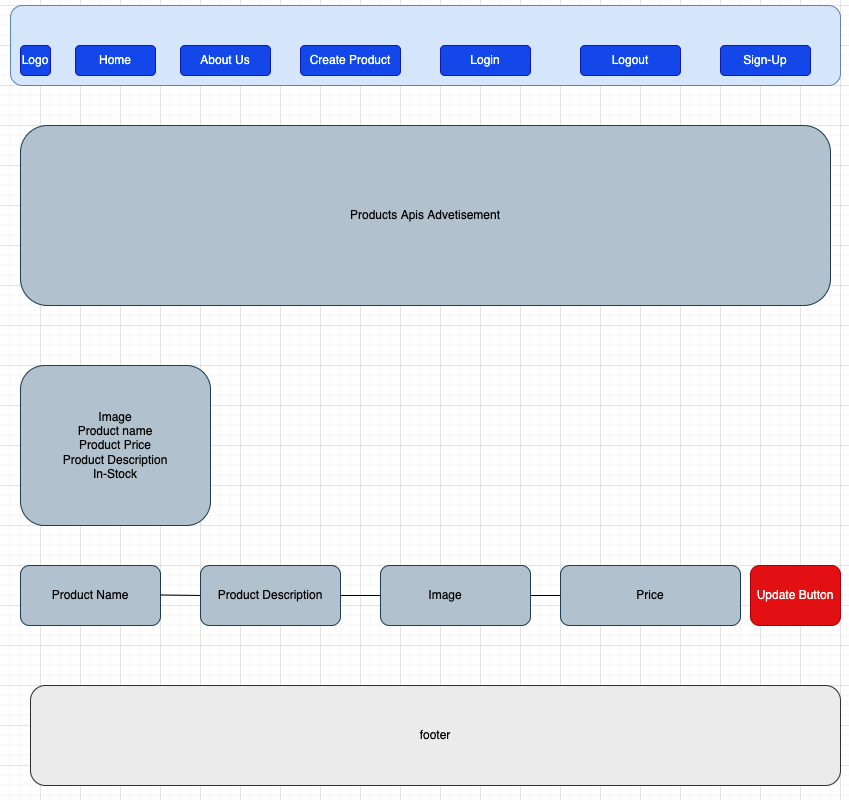 Logo
Home
About Us
Create Product
Login
Logout
Sign-Up
Products Apis Advetisement
Image
Product name
Product Price
Product Description
In-Stock
Product Name
Product Description
Image
Price
Update Button
footer